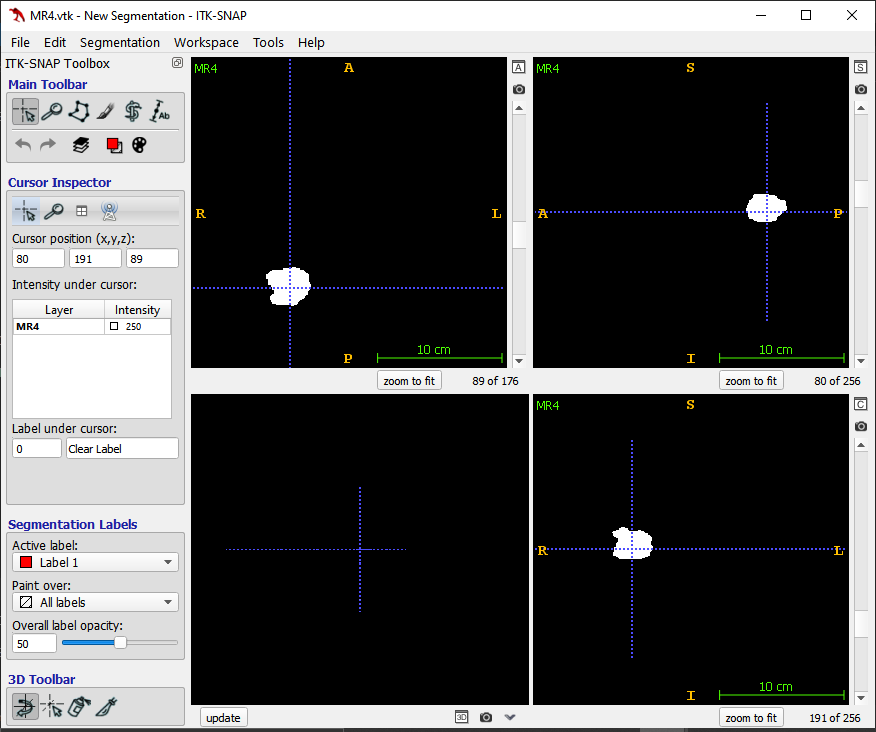 MR4.vtk - New Segmentation - ITK-SNAP
File Edit Segmentation Workspace Tools Help
ITK-SNAP Toolbox
Main Toolbar
Ab
Cursor Inspector
Cursor position (x,y,z):
80 191 89
Intensity under cursor:
Layer Intensity
MR4 250
Label under cursor:
0 Clear Label
Segmentation Labels
Active label:
Label 1
Paint over:
All labels
Overall label opacity:
50
3D Toolbar
MR4 A A
R L
P 10 cm
zoom to fit 89 of 176
MR4 S S
A P
I 10 cm
zoom to fit 80 of 256
update 3D
MR4 S C
R L
I 10 cm
zoom to fit 191 of 256